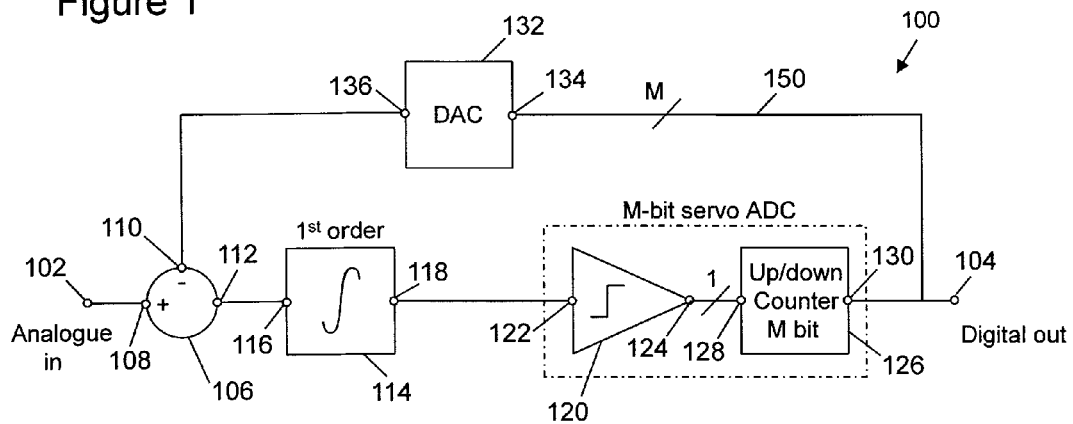 Figure 1
100
132
136
134
DAC
M
150
M-bit servo ADC
110
1st order
102
112
118
1
Up/down
Counter
M bit
130
104
-
+
Analogue
in
108
116
122
124
128
126
Digital out
106
114
120